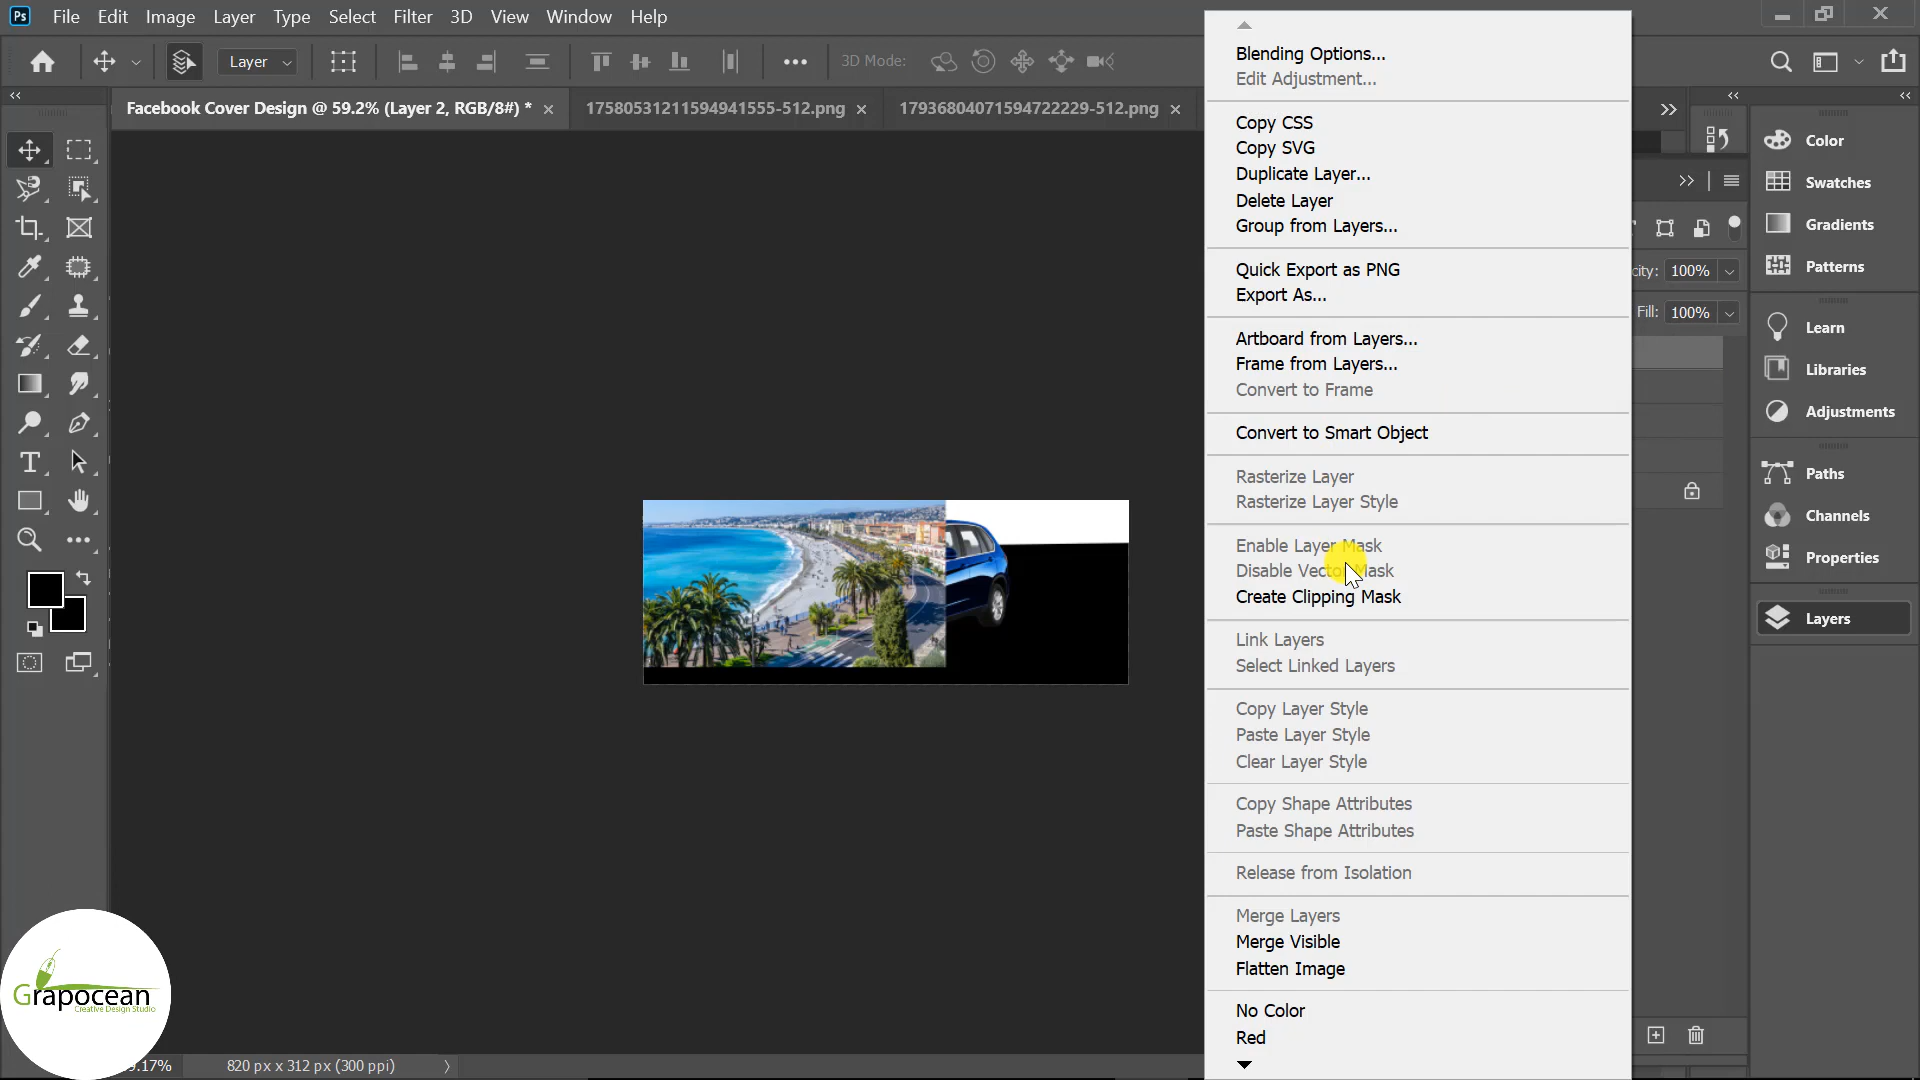 Ps File Edit Image Layer Type Select Filter 3D View Window Help
Layer
3D Mode:
Facebook Cover Design @ 59.2% (Layer 2, RGB/8#) *
17580531211594941555-512.png
17936804071594722229-512.png
Blending Options...
Edit Adjustment...
Copy CSS
Copy SVG
Duplicate Layer...
Delete Layer
Group from Layers...
Quick Export as PNG
Export As...
Artboard from Layers...
Frame from Layers...
Convert to Frame
Convert to Smart Object
Rasterize Layer
Rasterize Layer Style
Enable Layer Mask
Disable Vector Mask
Create Clipping Mask
Link Layers
Select Linked Layers
Copy Layer Style
Paste Layer Style
Clear Layer Style
Copy Shape Attributes
Paste Shape Attributes
Release from Isolation
Merge Layers
Merge Visible
Flatten Image
No Color
Red
100%
Fill: 100%
Color
Swatches
Gradients
Patterns
Learn
Libraries
Adjustments
Paths
Channels
Properties
Layers
Grapocean
Creative Design Studio
820 px x 312 px (300 ppi)